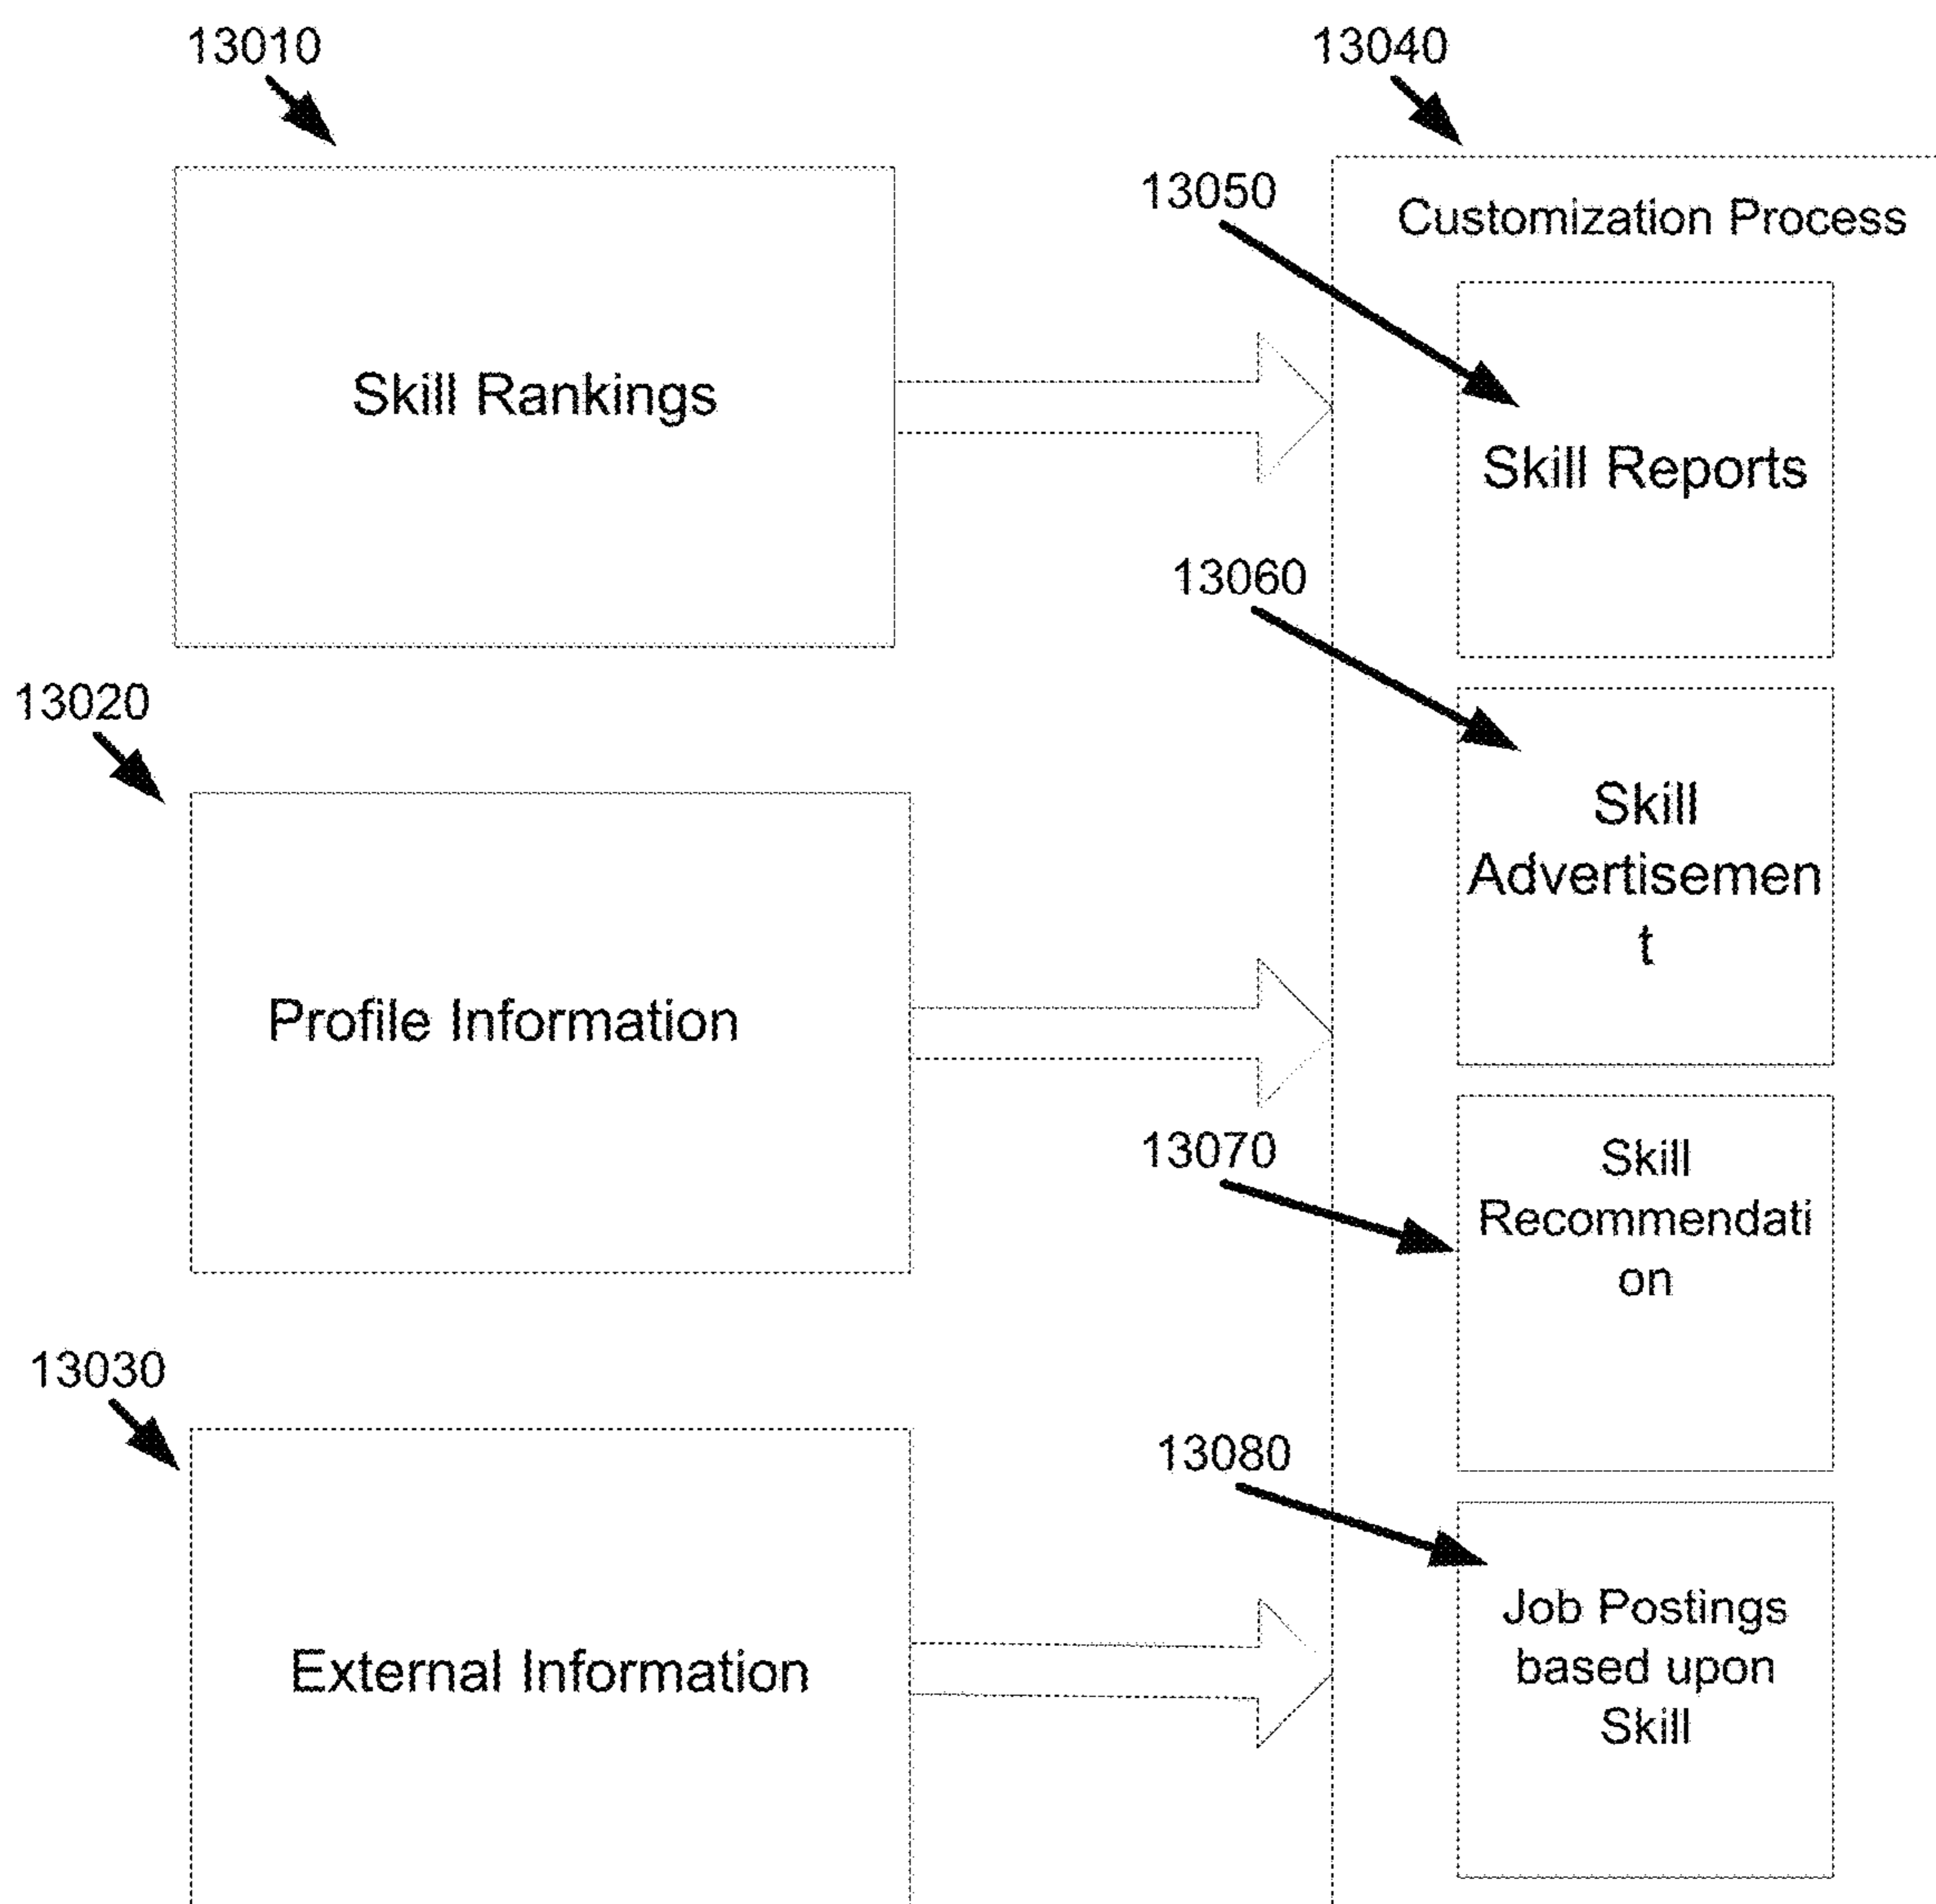 13010
13040
13050
Customization Process
Skill Rankings
Skill Reports
13060
13020
Skill
Advertisemen
t
Profile Information
13070
Skill
Recommendati
on
13030
13080
External Information
Job Postings
based upon
Skill